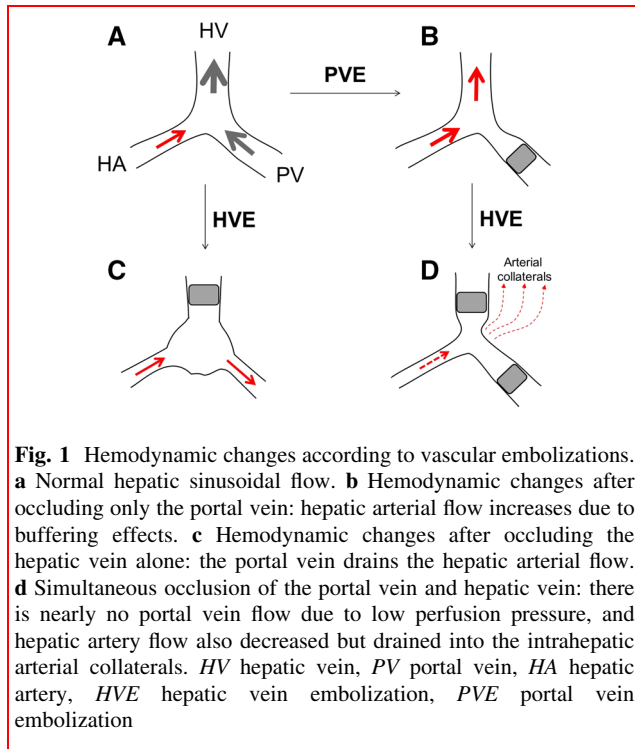 A
HV
B
PVE
HA
PV
HVE
HVE
C
D
Arterial
collaterals
Fig. 1 Hemodynamic changes according to vascular embolizations.
a Normal hepatic sinusoidal flow. b Hemodynamic changes after
occluding only the portal vein: hepatic arterial flow increases due to
buffering effects. c Hemodynamic changes after occluding the
hepatic vein alone: the portal vein drains the hepatic arterial flow.
d Simultaneous occlusion of the portal vein and hepatic vein: there
is nearly no portal vein flow due to low perfusion pressure, and
hepatic artery flow also decreased but drained into the intrahepatic
arterial collaterals. HV hepatic vein, PV portal vein, HA hepatic
artery, HVE hepatic vein embolization, PVE portal vein
embolization